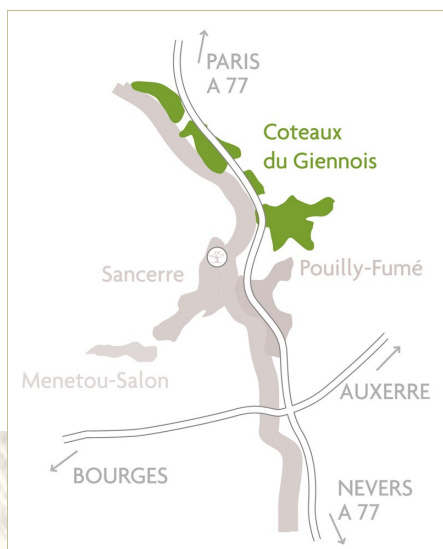 PARIS
A 77
Coteaux
du Giennois
Sancerre
Pouilly-Fumé
Menetou-Salon
AUXERRE
BOURGES
NEVERS
A 77